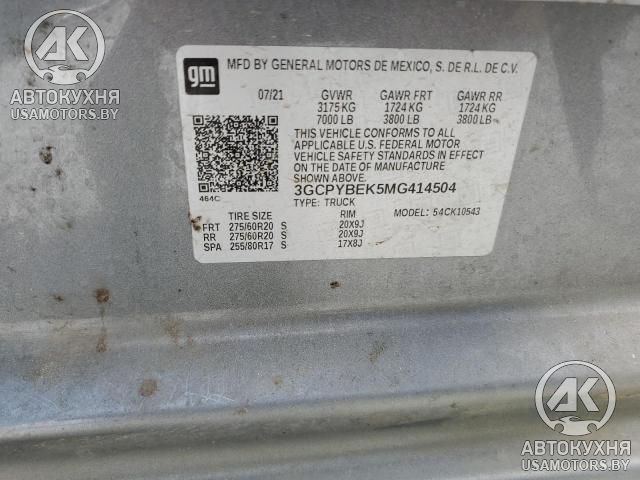 AK
АВТОКУХНЯ
USAMOTORS.BY
gm
MFD BY GENERAL MOTORS DE MEXICO, S. DE R.L. DE C.V.
07/21 GVWR GAWR FRT GAWR RR
3175 KG 1724 KG 1724 KG
7000 LB 3800 LB 3800 LB
THIS VEHICLE CONFORMS TO ALL
APPLICABLE U.S. FEDERAL MOTOR
VEHICLE SAFETY STANDARDS IN EFFECT
ON THE DATE OF MANUFACTURE
SHOWN ABOVE.
3GCPYBEK5MG414504
464C TYPE: TRUCK
TIRE SIZE RIM MODEL: 54CK10543
FRT 275/60R20 S 20X9J
RR 275/60R20 S 20X9J
SPA 255/80R17 S 17X8J
AK
АВТОКУХНЯ
USAMOTORS.BY